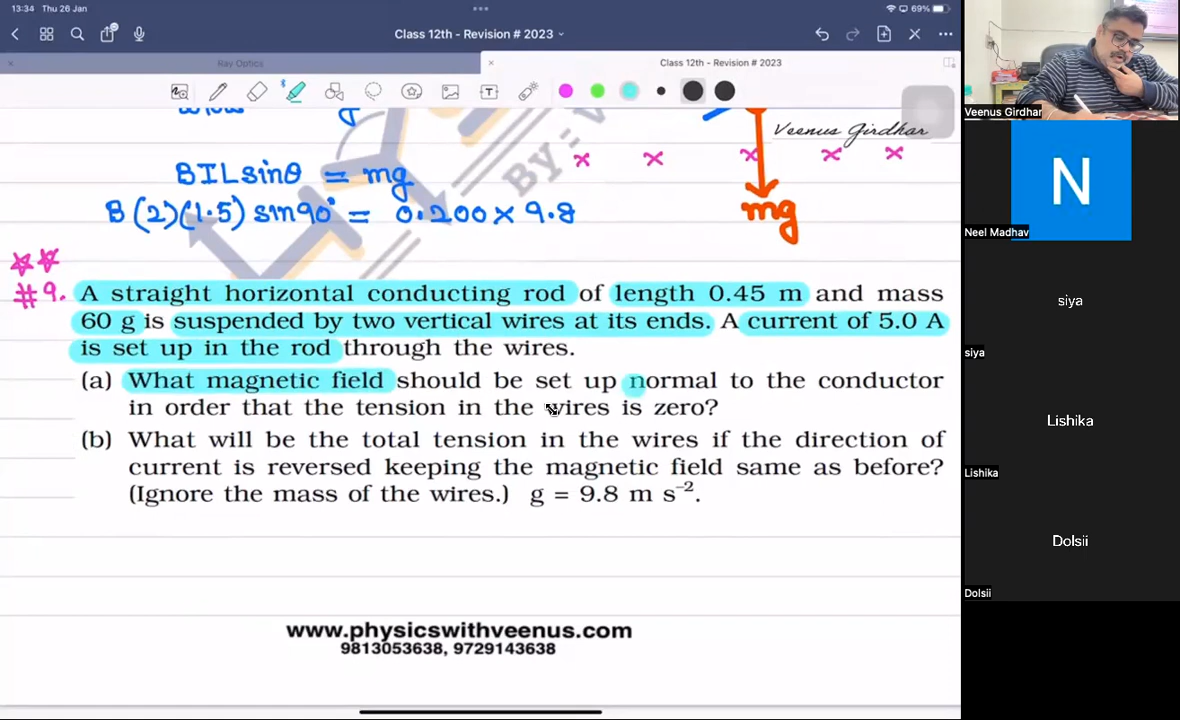 13:34 Thu 26 Jan
69%
Class 12th - Revision # 2023
Ray Optics
Class 12th - Revision # 2023
Veenus Girdhar
BILsinθ = mg
B(2)(1.5) sin90° = 0.200 × 9.8
mg
By:-V
#9. A straight horizontal conducting rod of length 0.45 m and mass
60 g is suspended by two vertical wires at its ends. A current of 5.0 A
is set up in the rod through the wires.
(a) What magnetic field should be set up normal to the conductor
in order that the tension in the wires is zero?
(b) What will be the total tension in the wires if the direction of
current is reversed keeping the magnetic field same as before?
(Ignore the mass of the wires.) g = 9.8 m s⁻².
www.physicswithveenus.com
9813053638, 9729143638
Veenus Girdhar
N
Neel Madhav
siya
siya
Lishika
Lishika
Dolsii
Dolsii